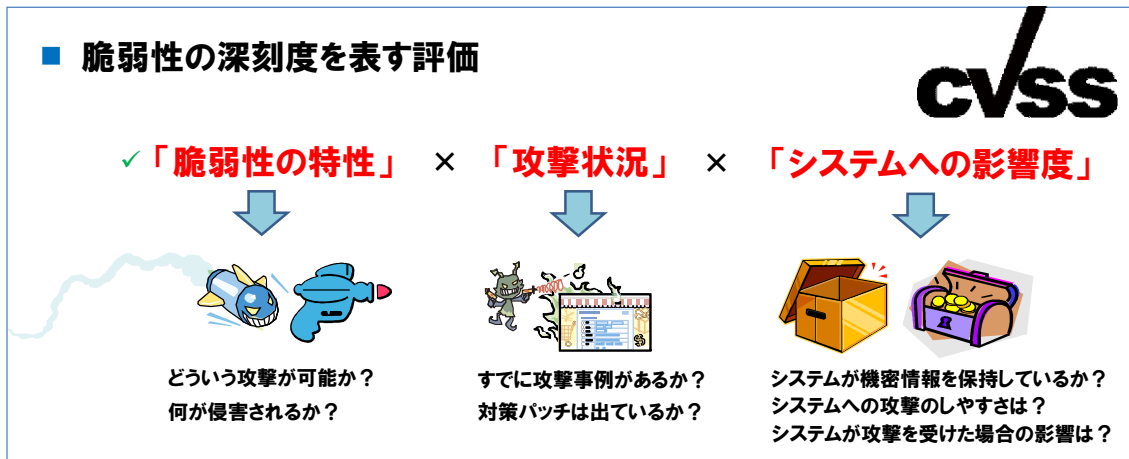 ■ 脆弱性の深刻度を表す評価
CVSS
✓「脆弱性の特性」 × 「攻撃状況」 × 「システムへの影響度」
どういう攻撃が可能か？
何が侵害されるか？
すでに攻撃事例があるか？
対策パッチは出ているか？
システムが機密情報を保持しているか？
システムへの攻撃のしやすさは？
システムが攻撃を受けた場合の影響は？